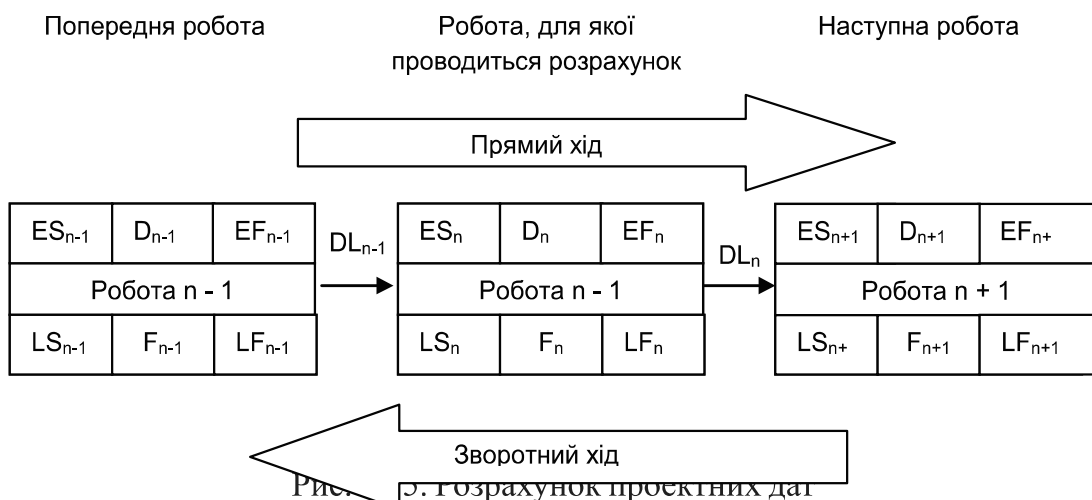 Попередня робота
Робота, для якої
проводиться розрахунок
Наступна робота
Прямий хід
ES n-1 D n-1 EF n-1
DL n-1
ES n D n EF n
DL n
ES n+1 D n+1 EF n+
Робота n - 1
Робота n - 1
Робота n + 1
LS n-1 F n-1 LF n-1
LS n F n LF n
LS n+ F n+1 LF n+1
Зворотний хід
Рис. 5. Розрахунок проектних дат